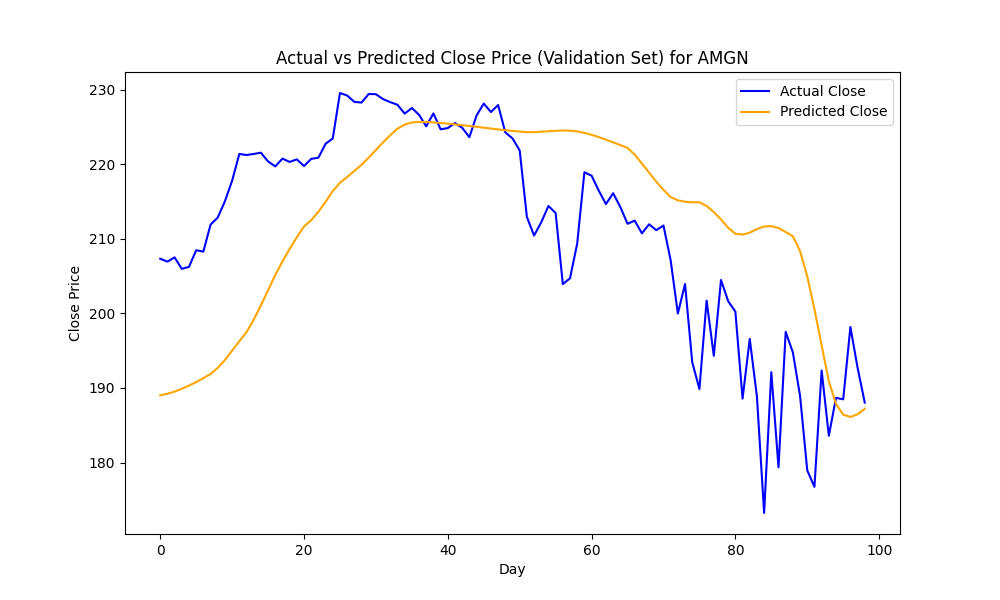 Actual vs Predicted Close Price (Validation Set) for AMGN
Actual Close
Predicted Close
Close Price
230
220
210
200
190
180
0 20 40 60 80 100
Day